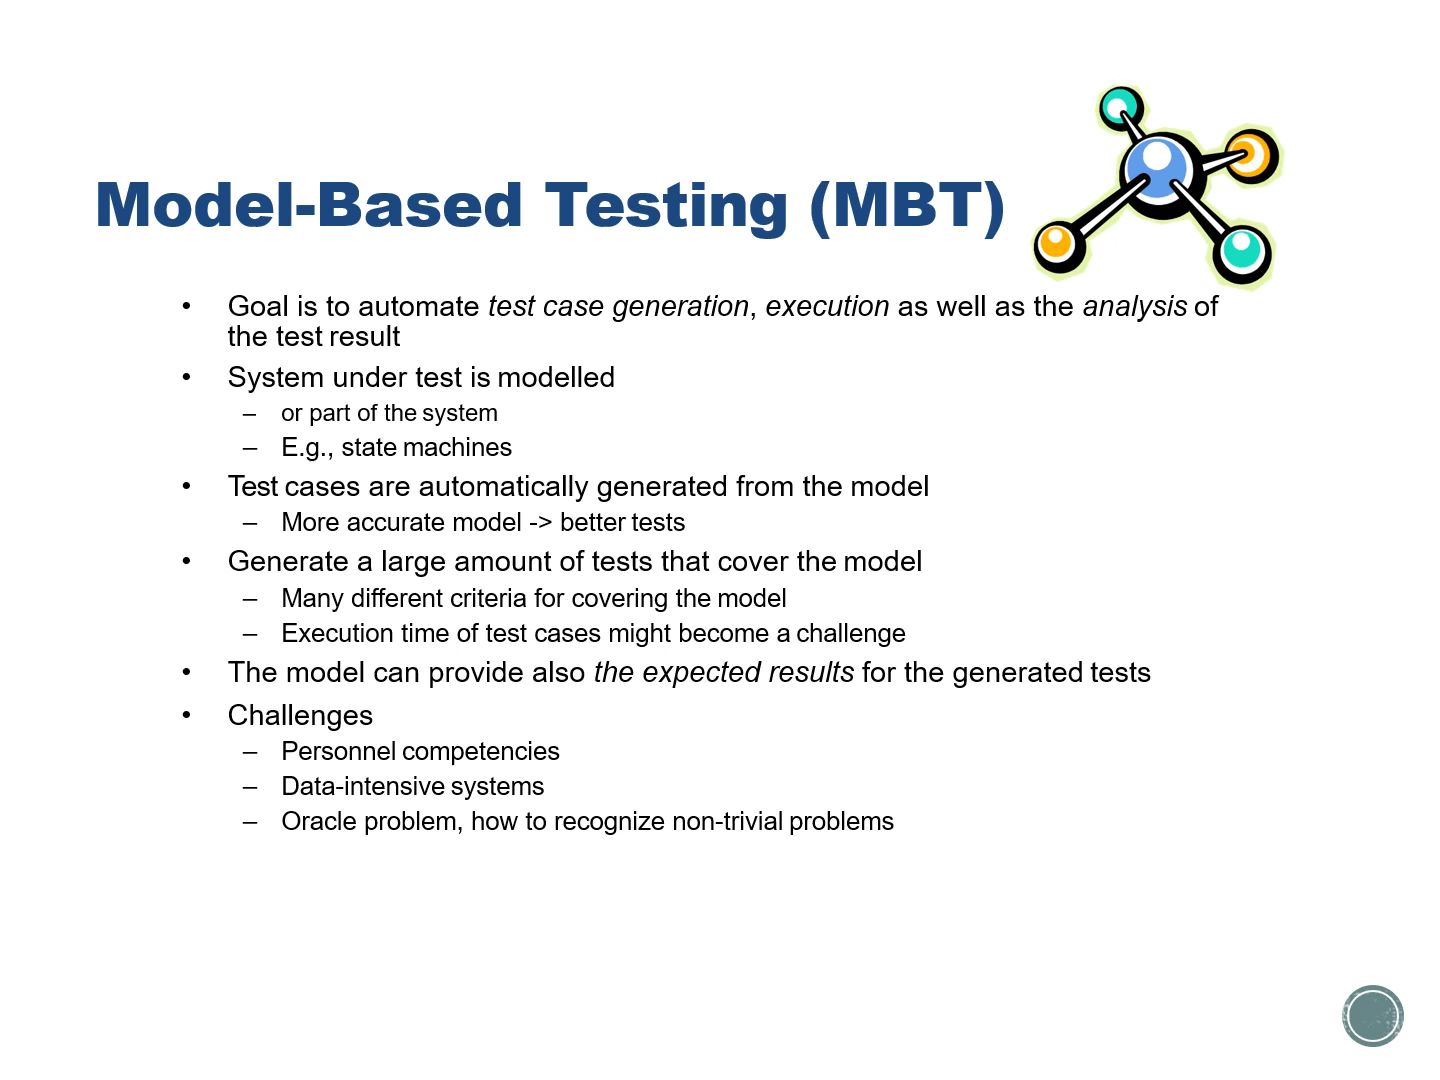 Model-Based Testing (MBT)
• Goal is to automate test case generation, execution as well as the analysis of
the test result
• System under test is modelled
– or part of the system
– E.g., state machines
• Test cases are automatically generated from the model
– More accurate model -> better tests
• Generate a large amount of tests that cover the model
– Many different criteria for covering the model
– Execution time of test cases might become a challenge
• The model can provide also the expected results for the generated tests
• Challenges
– Personnel competencies
– Data-intensive systems
– Oracle problem, how to recognize non-trivial problems